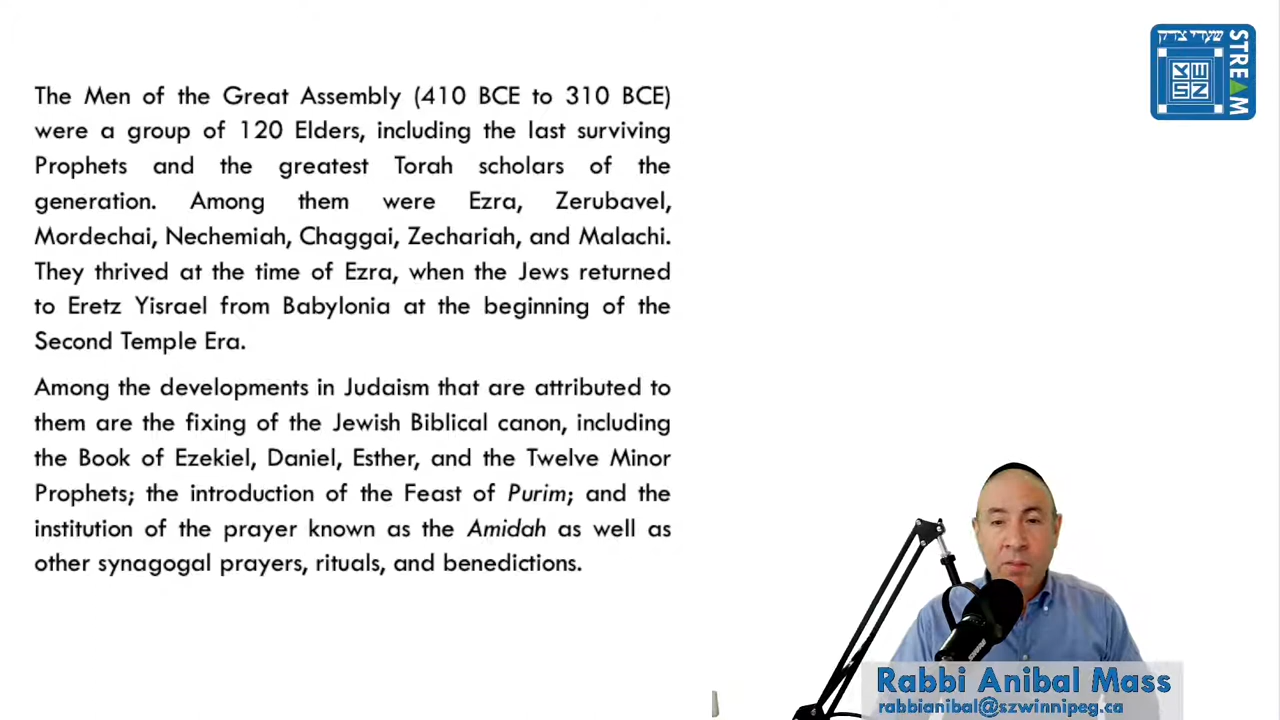 The Men of the Great Assembly (410 BCE to 310 BCE)
were a group of 120 Elders, including the last surviving
Prophets and the greatest Torah scholars of the
generation. Among them were Ezra, Zerubavel,
Mordechai, Nechemiah, Chaggai, Zechariah, and Malachi.
They thrived at the time of Ezra, when the Jews returned
to Eretz Yisrael from Babylonia at the beginning of the
Second Temple Era.
Among the developments in Judaism that are attributed to
them are the fixing of the Jewish Biblical canon, including
the Book of Ezekiel, Daniel, Esther, and the Twelve Minor
Prophets; the introduction of the Feast of Purim; and the
institution of the prayer known as the Amidah as well as
other synagogal prayers, rituals, and benedictions.
שערי צדק
STREAM
Rabbi Anibal Mass
rabbianibal@szwinnipeg.ca